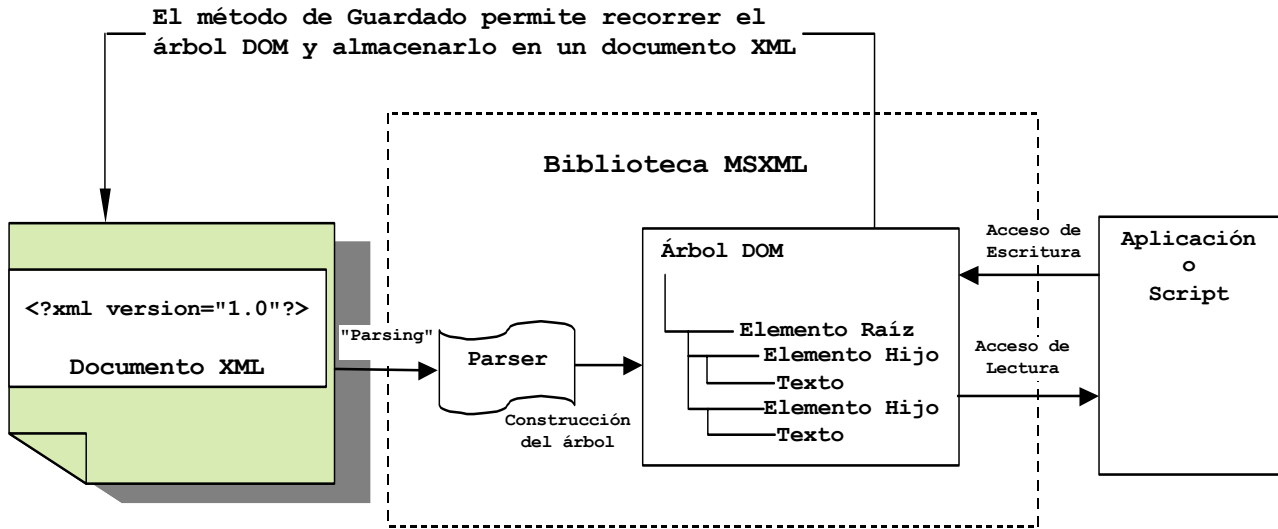 El método de Guardado permite recorrer el
árbol DOM y almacenarlo en un documento XML
Biblioteca MSXML
<?xml version="1.0"?>
Documento XML
"Parsing"
Parser
Construcción
del árbol
Árbol DOM
Elemento Raíz
Elemento Hijo
Texto
Elemento Hijo
Texto
Acceso de
Escritura
Acceso de
Lectura
Aplicación
o
Script